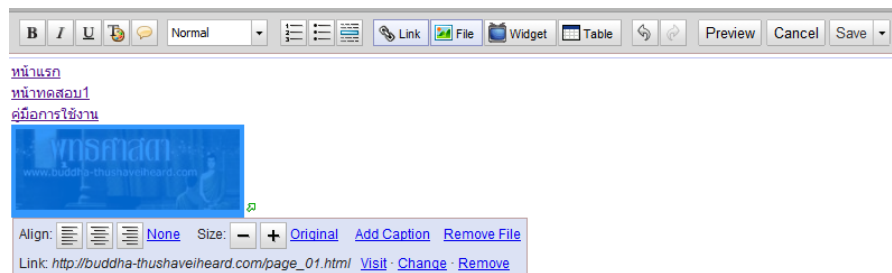 B I U Normal Link File Widget Table Preview Cancel Save
หน้าแรก
หน้าทดสอบ1
คู่มือการใช้งาน
พุทธศาสดา
www.buddha-thushaveiheard.com
Align: None Size: − + Original Add Caption Remove File
Link: http://buddha-thushaveiheard.com/page_01.html Visit · Change · Remove